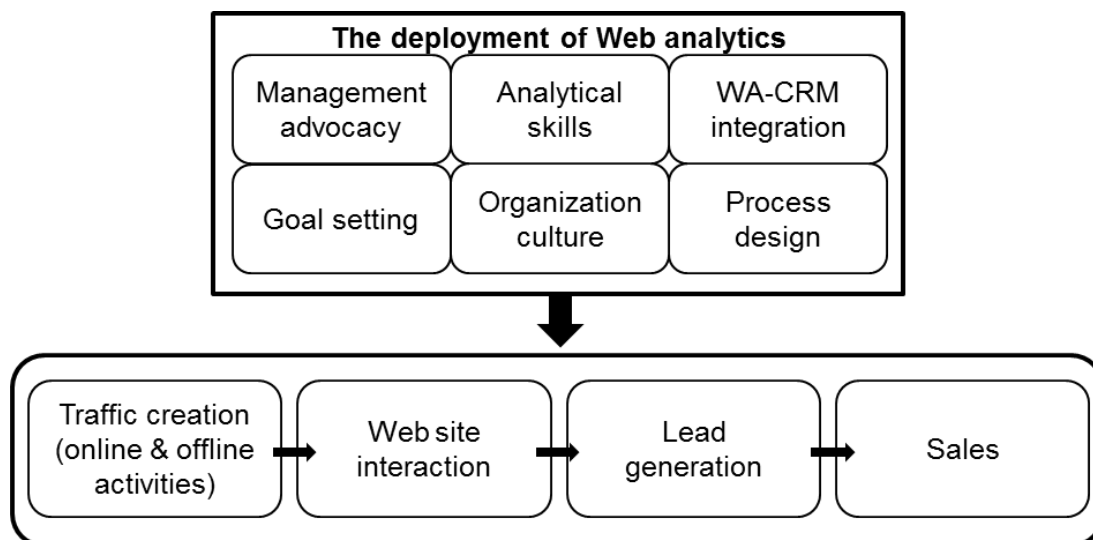 The deployment of Web analytics
Management
advocacy
Analytical
skills
WA-CRM
integration
Goal setting
Organization
culture
Process
design
Traffic creation
(online & offline
activities)
Web site
interaction
Lead
generation
Sales